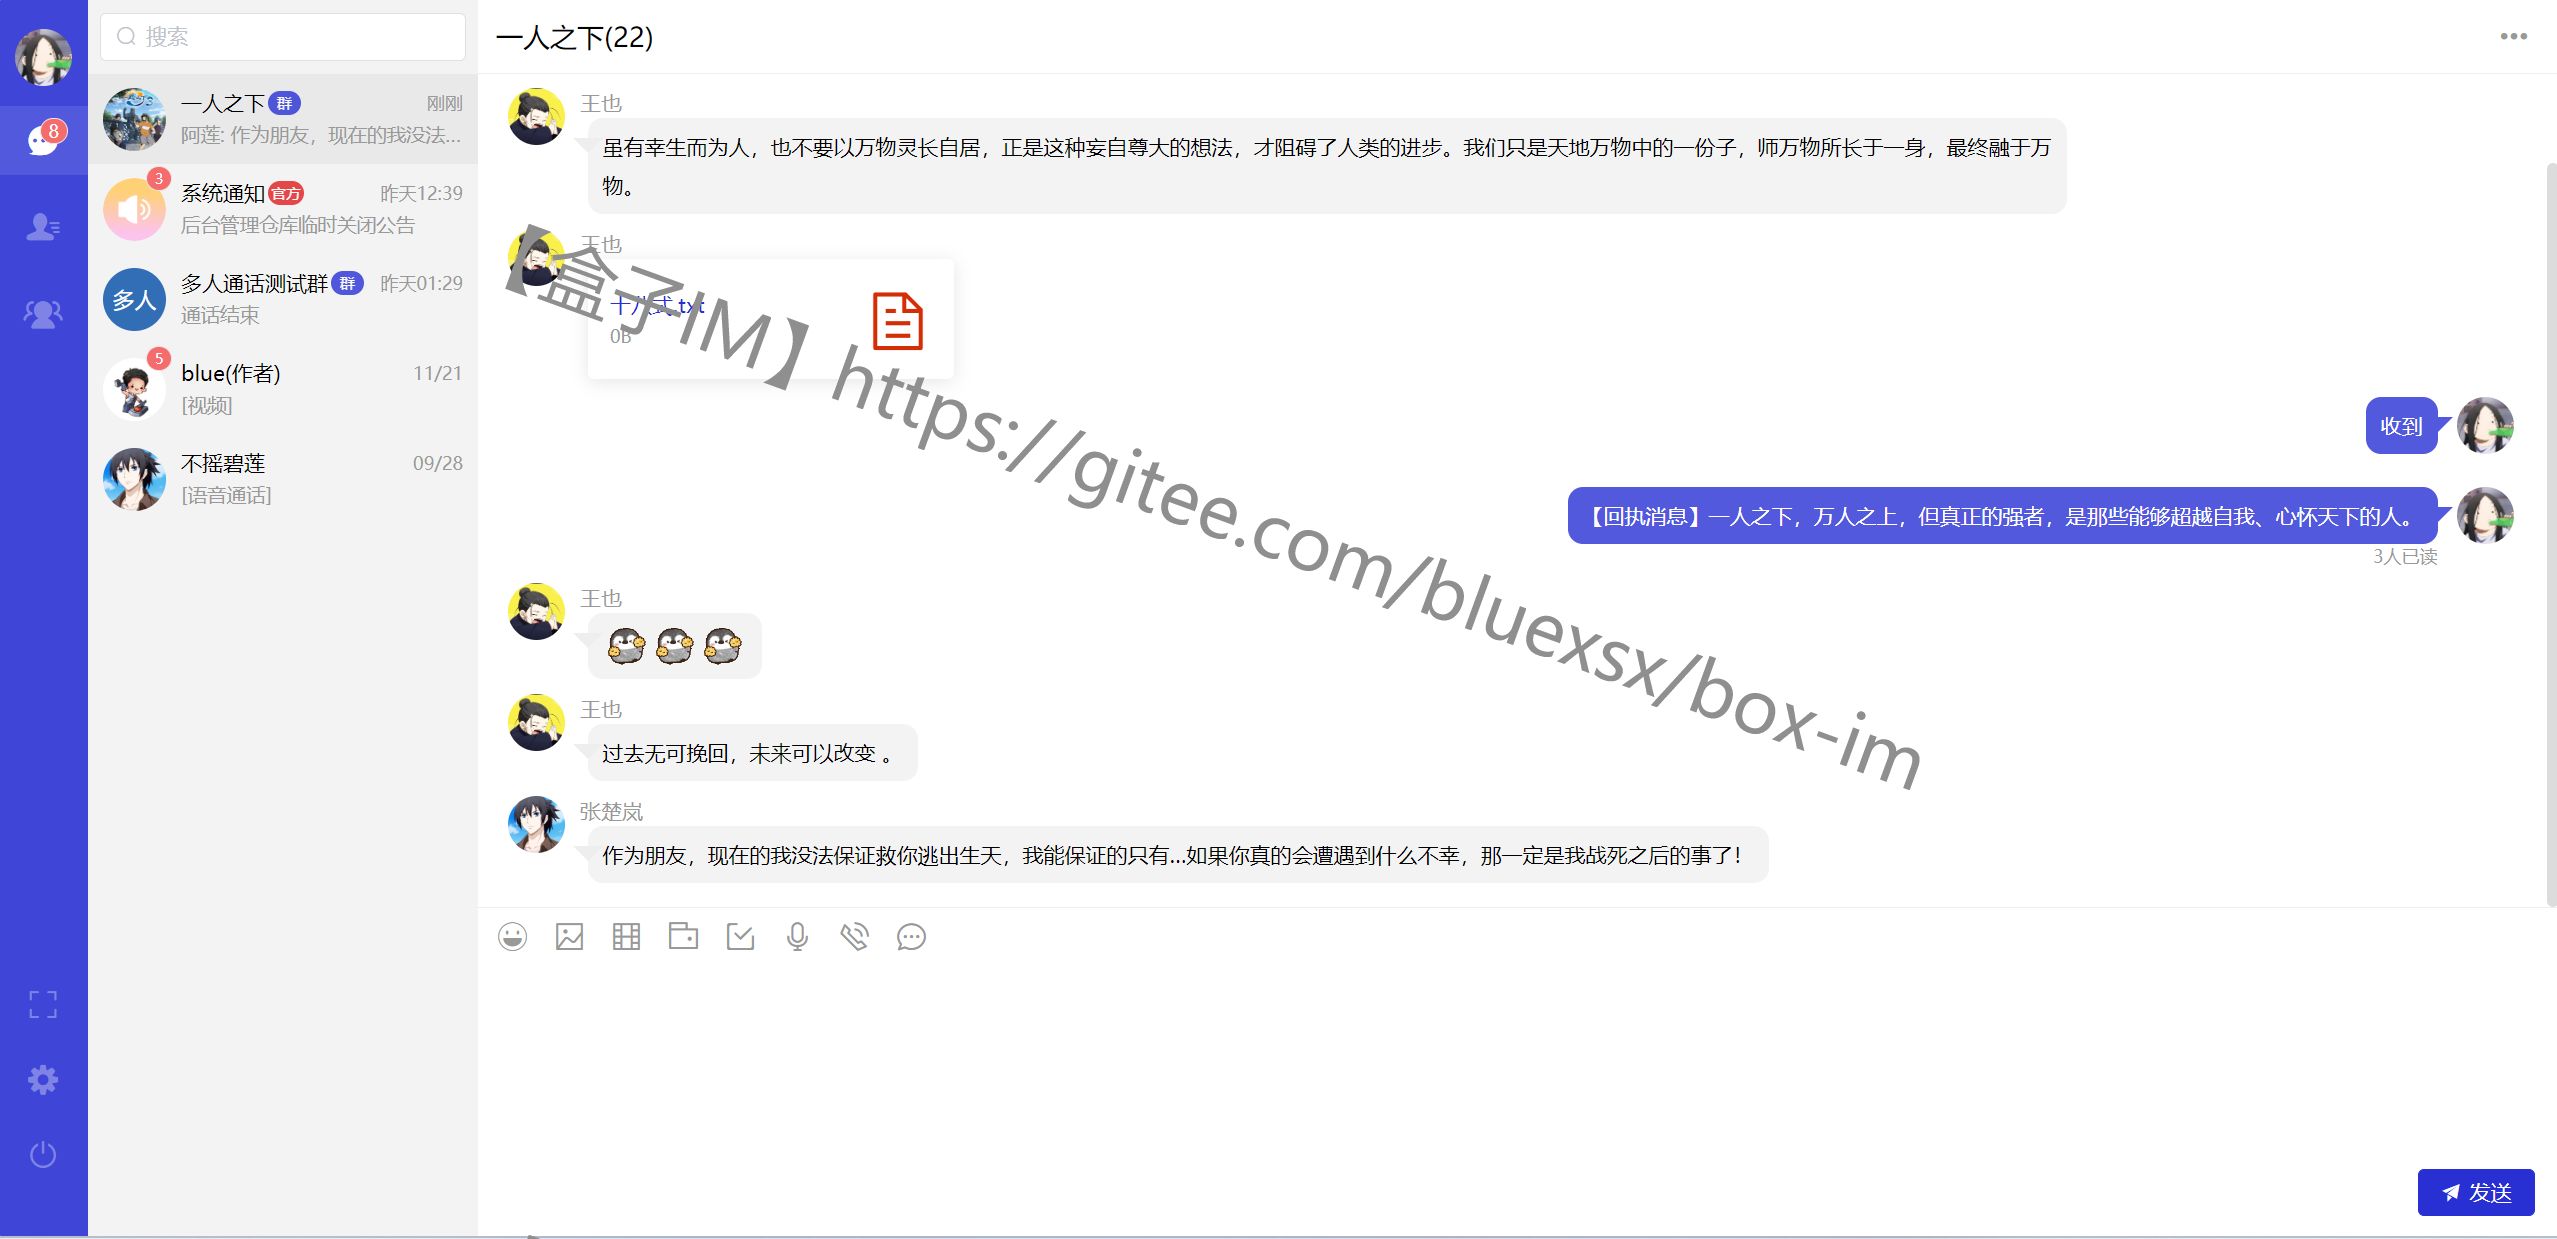 搜索
8
一人之下 群 刚刚
阿莲: 作为朋友，现在的我没法...
3
系统通知 官方 昨天12:39
后台管理仓库临时关闭公告
多人
多人通话测试群 群 昨天01:29
通话结束
5
blue(作者) 11/21
[视频]
不摇碧莲 09/28
[语音通话]
一人之下(22)
王也
虽有幸生而为人，也不要以万物灵长自居，正是这种妄自尊大的想法，才阻碍了人类的进步。我们只是天地万物中的一份子，师万物所长于一身，最终融于万
物。
王也
十八式.txt
0B
【盒子IM】https://gitee.com/bluexsx/box-im
收到
【回执消息】一人之下，万人之上，但真正的强者，是那些能够超越自我、心怀天下的人。
3人已读
王也
王也
过去无可挽回，未来可以改变 。
张楚岚
作为朋友，现在的我没法保证救你逃出生天，我能保证的只有...如果你真的会遭遇到什么不幸，那一定是我战死之后的事了！
发送